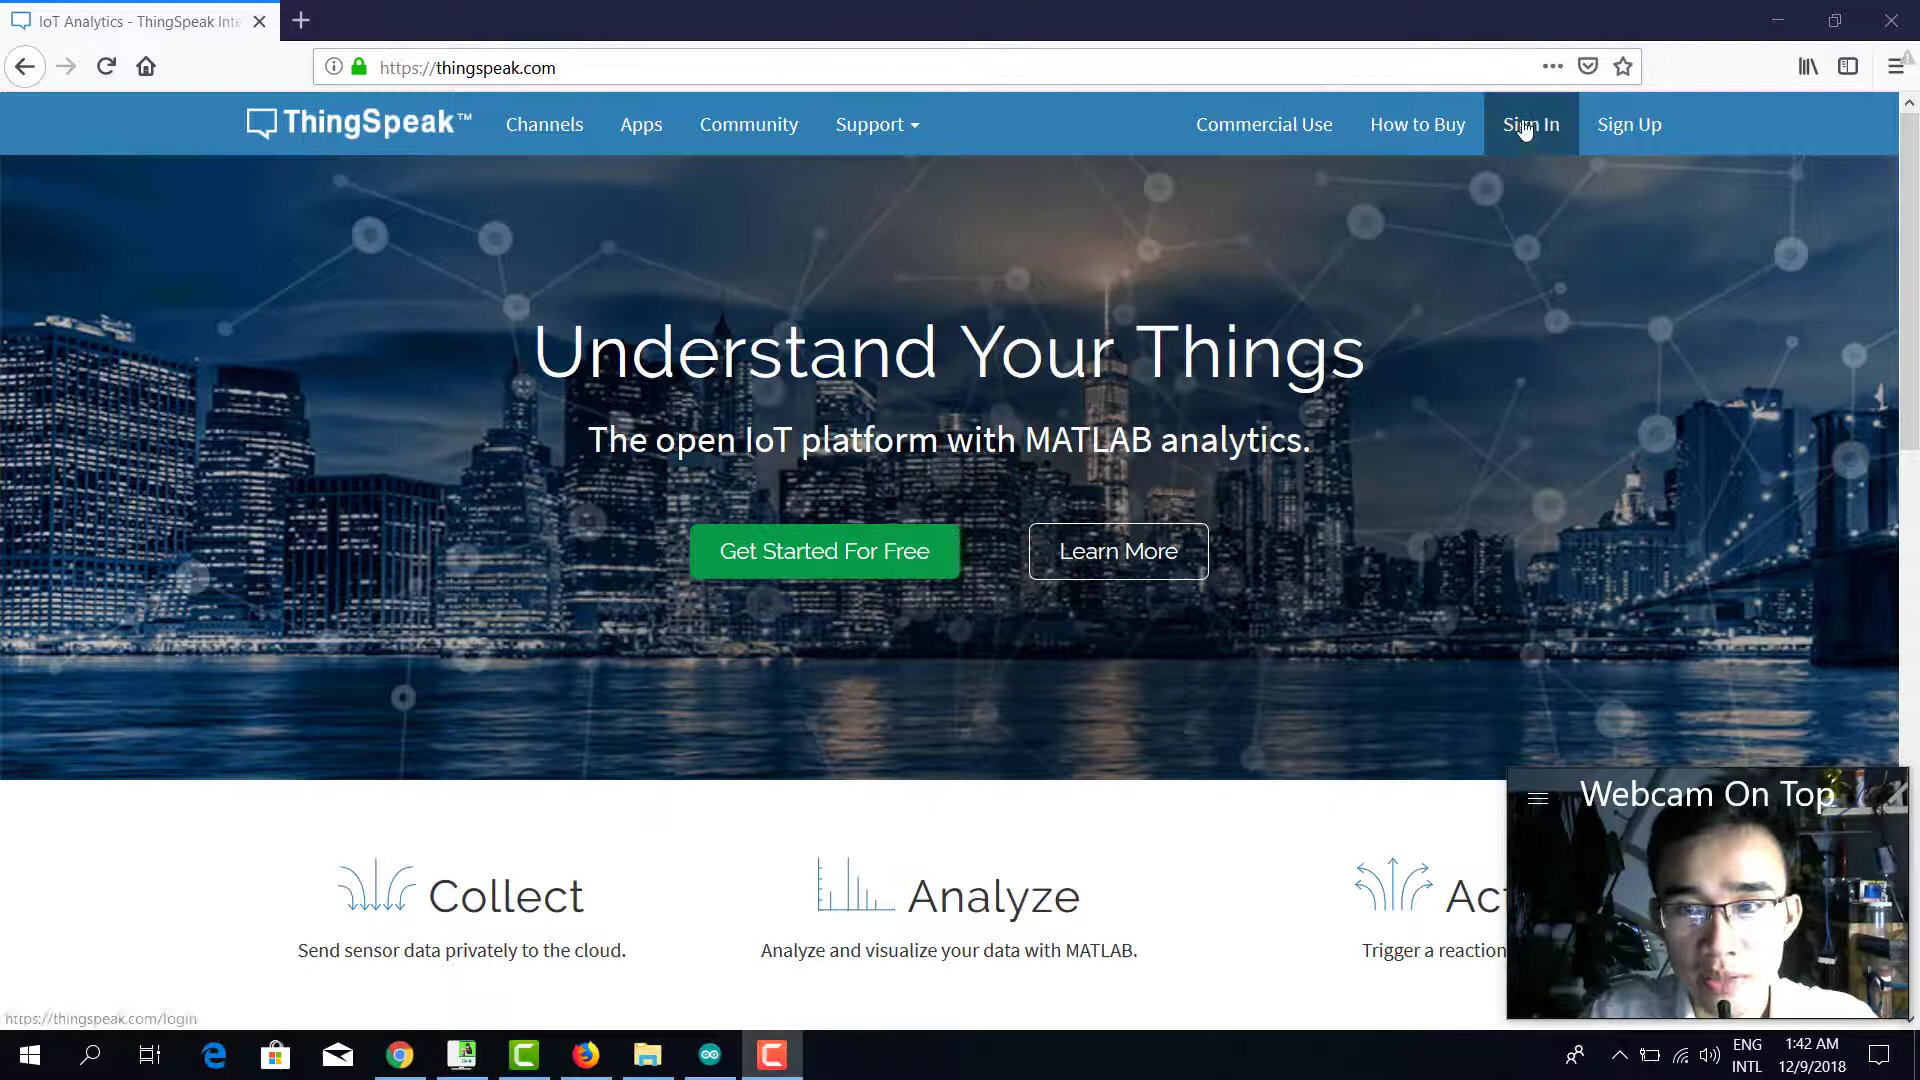 IoT Analytics - ThingSpeak Inte
https://thingspeak.com
ThingSpeak™ Channels Apps Community Support Commercial Use How to Buy Sign In Sign Up
Understand Your Things
The open IoT platform with MATLAB analytics.
Get Started For Free Learn More
Webcam On Top
Collect Analyze Ac
Send sensor data privately to the cloud. Analyze and visualize your data with MATLAB. Trigger a reaction
https://thingspeak.com/login
ENG 1:42 AM
INTL 12/9/2018